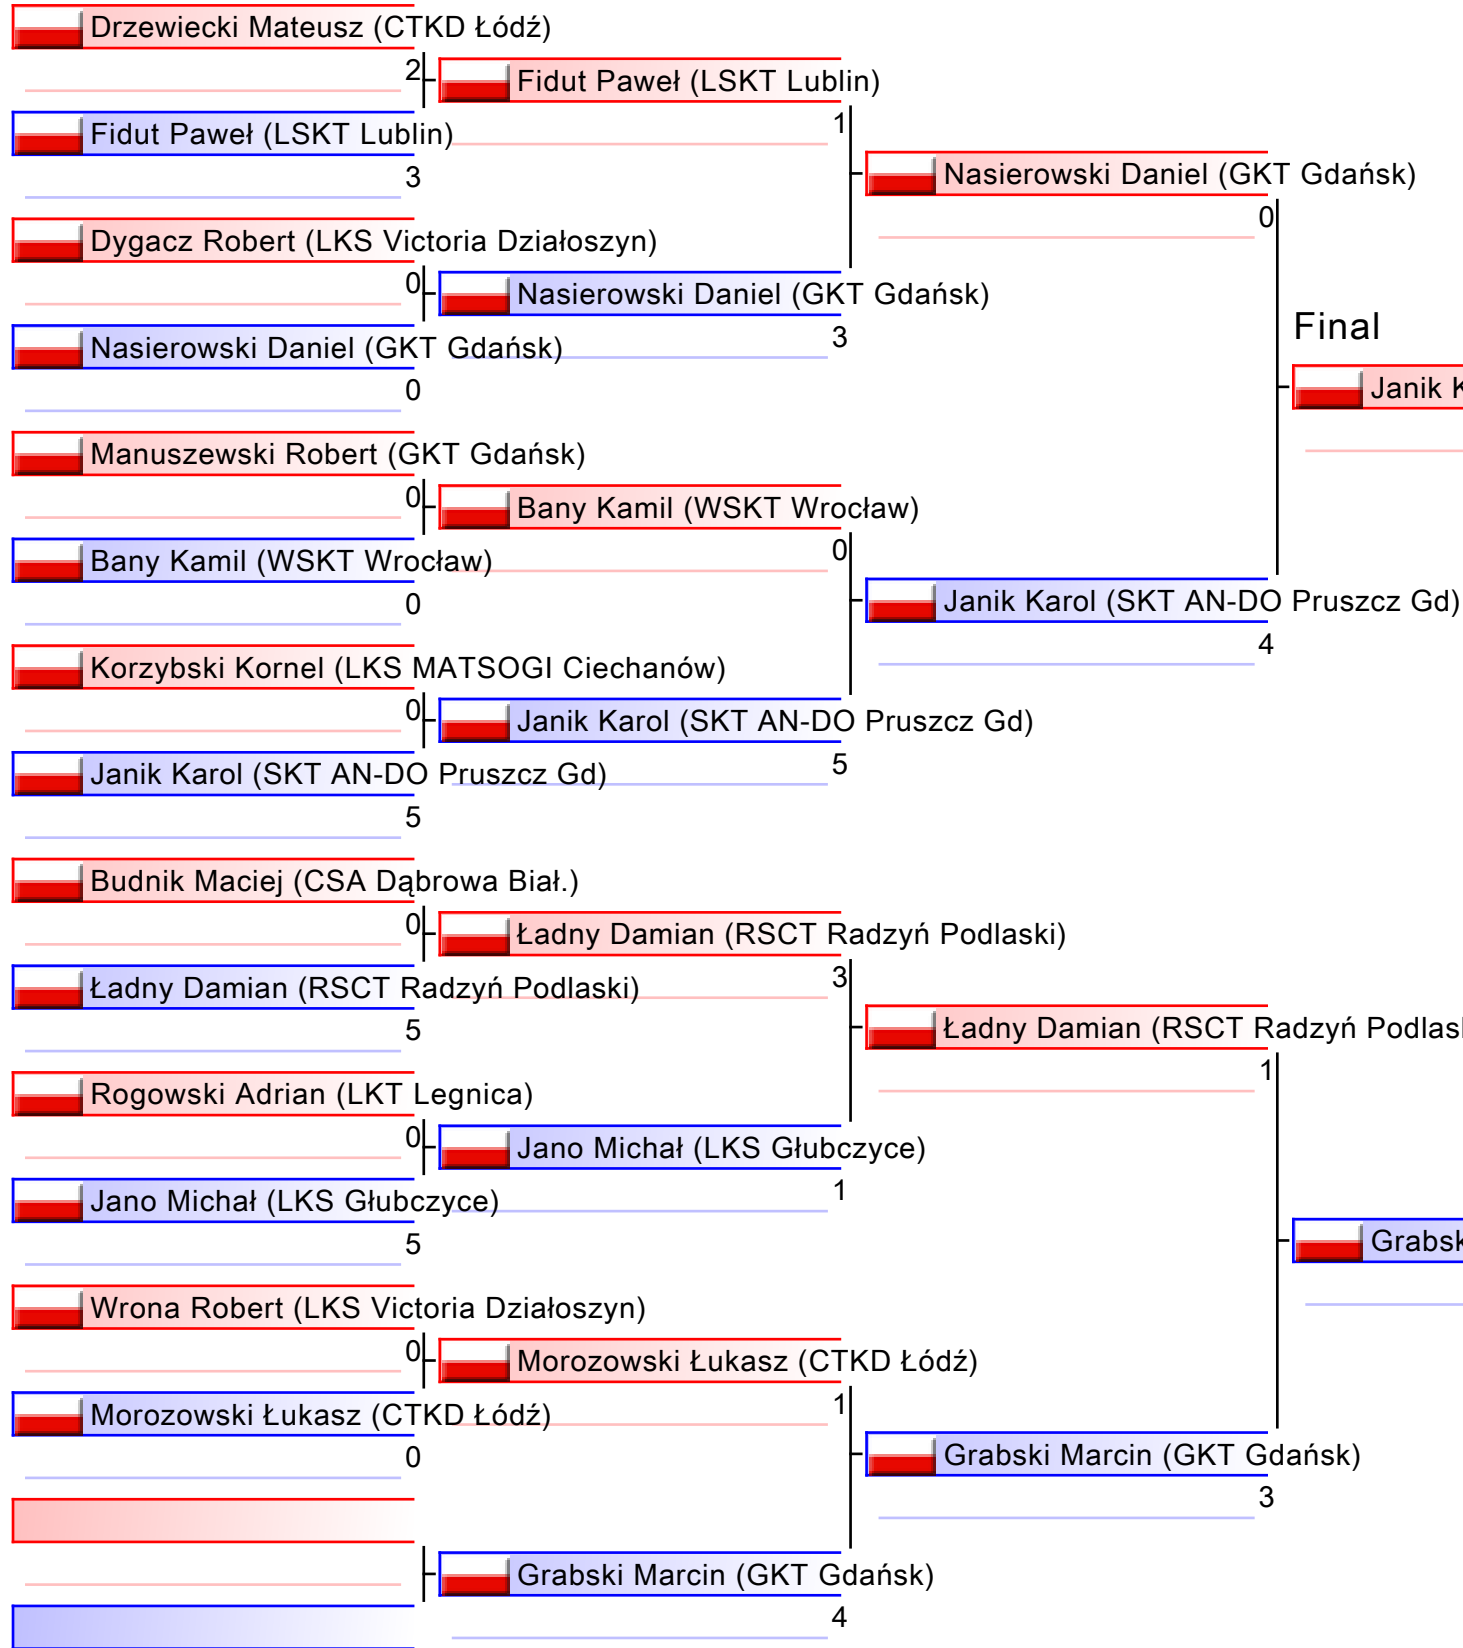 Drzewiecki Mateusz (CTKD Łódź)
2
Fidut Paweł (LSKT Lublin)
3
Dygacz Robert (LKS Victoria Działoszyn)
0
Nasierowski Daniel (GKT Gdańsk)
0
Manuszewski Robert (GKT Gdańsk)
0
Bany Kamil (WSKT Wrocław)
0
Korzybski Kornel (LKS MATSOGI Ciechanów)
0
Janik Karol (SKT AN-DO Pruszcz Gd)
5
Budnik Maciej (CSA Dąbrowa Biał.)
0
Ładny Damian (RSCT Radzyń Podlaski)
5
Rogowski Adrian (LKT Legnica)
0
Jano Michał (LKS Głubczyce)
5
Wrona Robert (LKS Victoria Działoszyn)
0
Morozowski Łukasz (CTKD Łódź)
0
Fidut Paweł (LSKT Lublin)
1
Nasierowski Daniel (GKT Gdańsk)
3
Bany Kamil (WSKT Wrocław)
0
Janik Karol (SKT AN-DO Pruszcz Gd)
5
Ładny Damian (RSCT Radzyń Podlaski)
3
Jano Michał (LKS Głubczyce)
1
Morozowski Łukasz (CTKD Łódź)
1
Grabski Marcin (GKT Gdańsk)
4
Nasierowski Daniel (GKT Gdańsk)
0
Janik Karol (SKT AN-DO Pruszcz Gd)
4
Ładny Damian (RSCT Radzyń Podlas
1
Grabski Marcin (GKT Gdańsk)
3
Final
Janik K
Grabsk